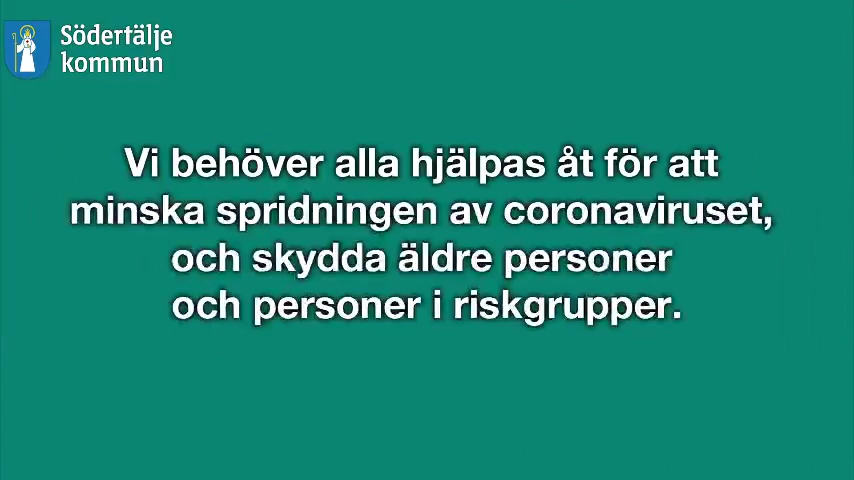 Södertälje
kommun
Vi behöver alla hjälpas åt för att
minska spridningen av coronaviruset,
och skydda äldre personer
och personer i riskgrupper.